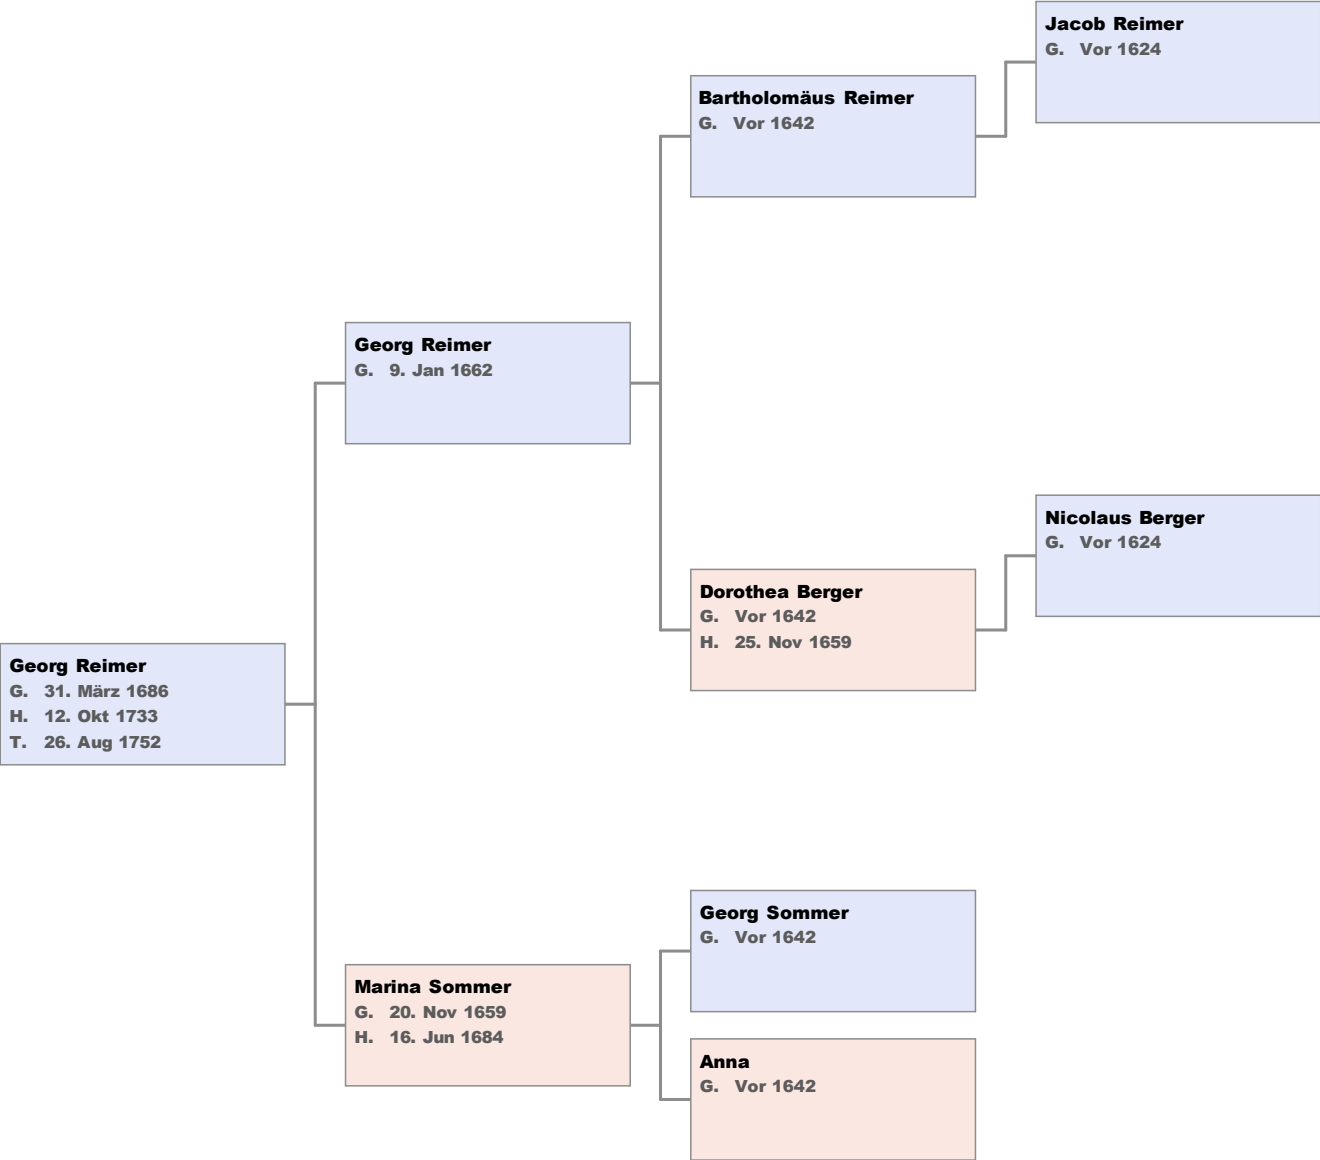 Jacob Reimer
G. Vor 1624
Bartholomäus Reimer
G. Vor 1642
Georg Reimer
G. 9. Jan 1662
Nicolaus Berger
G. Vor 1624
Dorothea Berger
G. Vor 1642
H. 25. Nov 1659
Georg Reimer
G. 31. März 1686
H. 12. Okt 1733
T. 26. Aug 1752
Georg Sommer
G. Vor 1642
Marina Sommer
G. 20. Nov 1659
H. 16. Jun 1684
Anna
G. Vor 1642